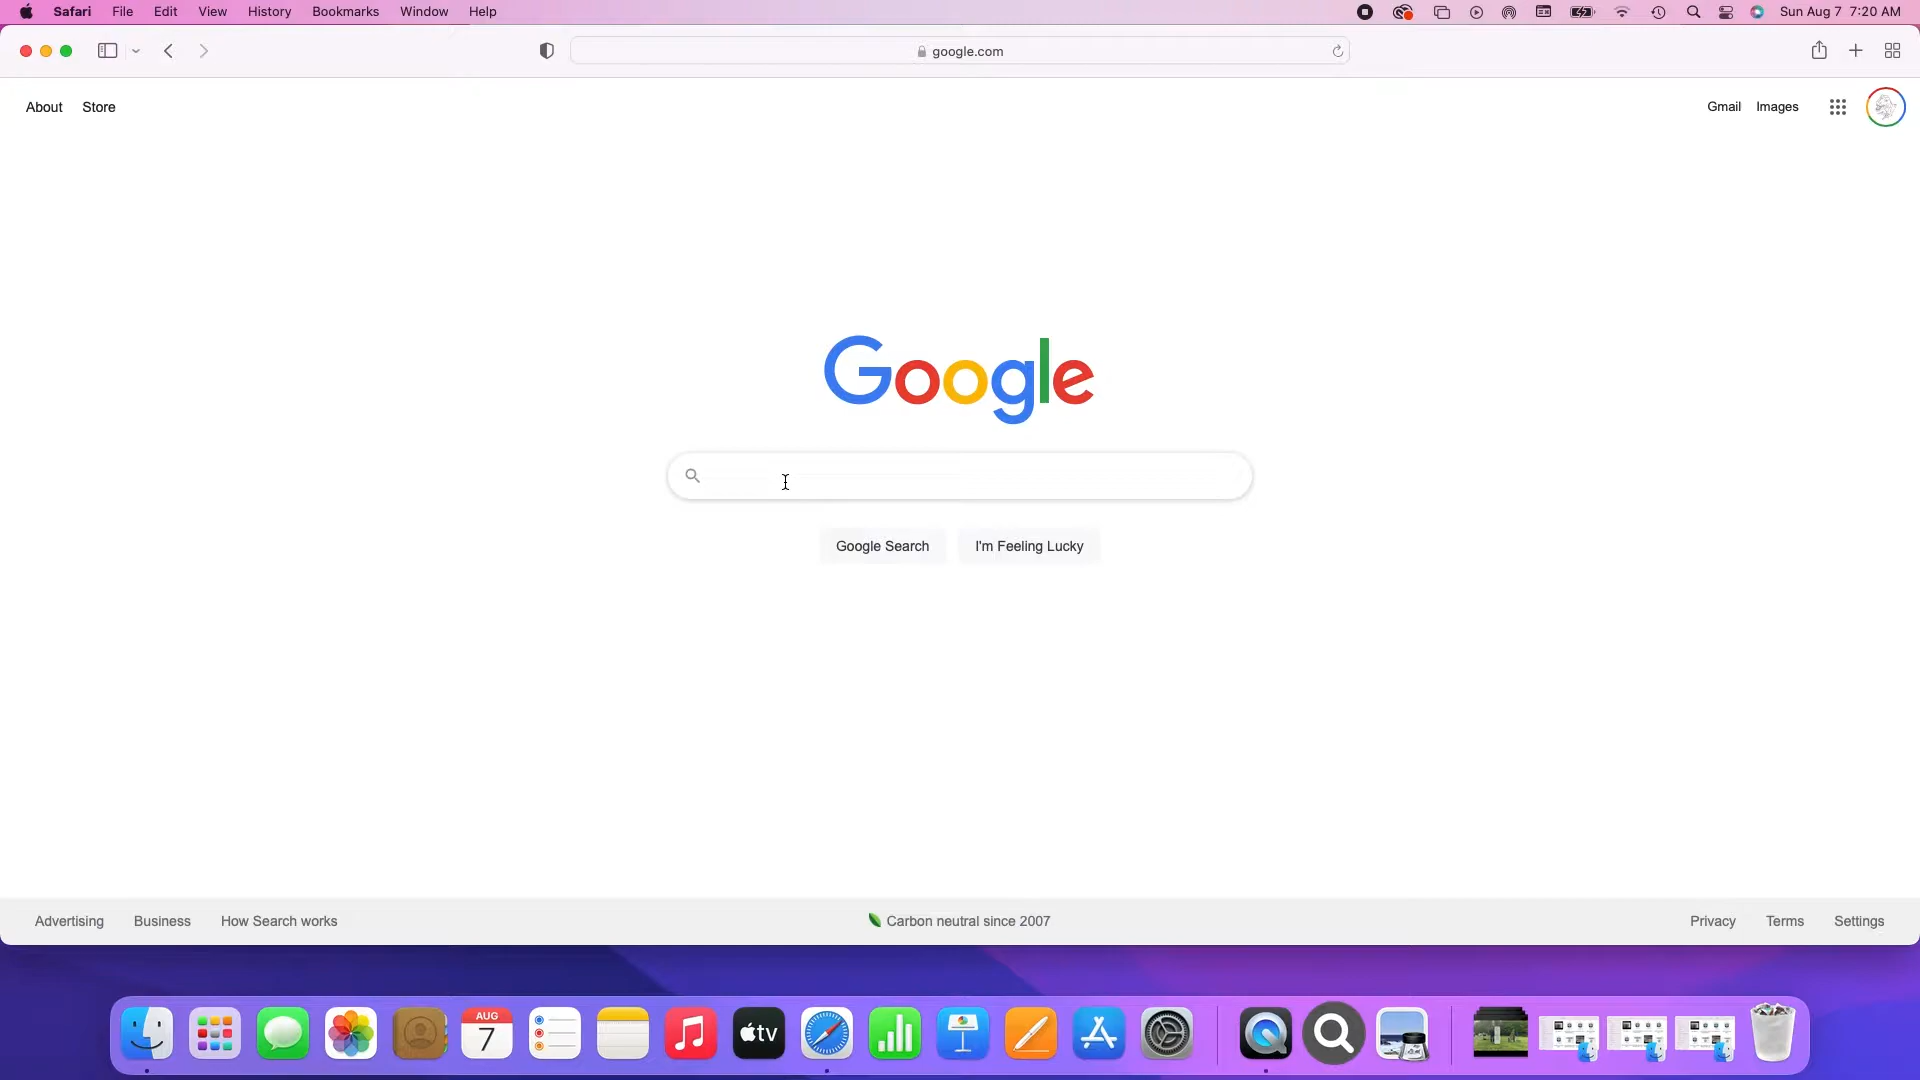 Safari File Edit View History Bookmarks Window Help Sun Aug 7 7:20 AM
google.com
About Store Gmail Images
Google
Google Search I'm Feeling Lucky
Advertising Business How Search works Carbon neutral since 2007 Privacy Terms Settings
AUG
7
tv